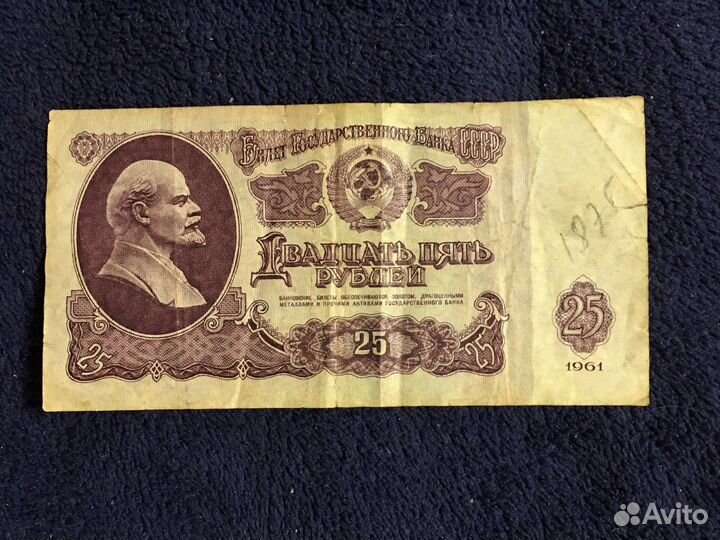 Билет Государственного Банка СССР
Двадцать пять
рублей
Банковские билеты обеспечиваются золотом, драгоценными
металлами и прочими активами Государственного Банка
25
25
25
25
1961
Avito